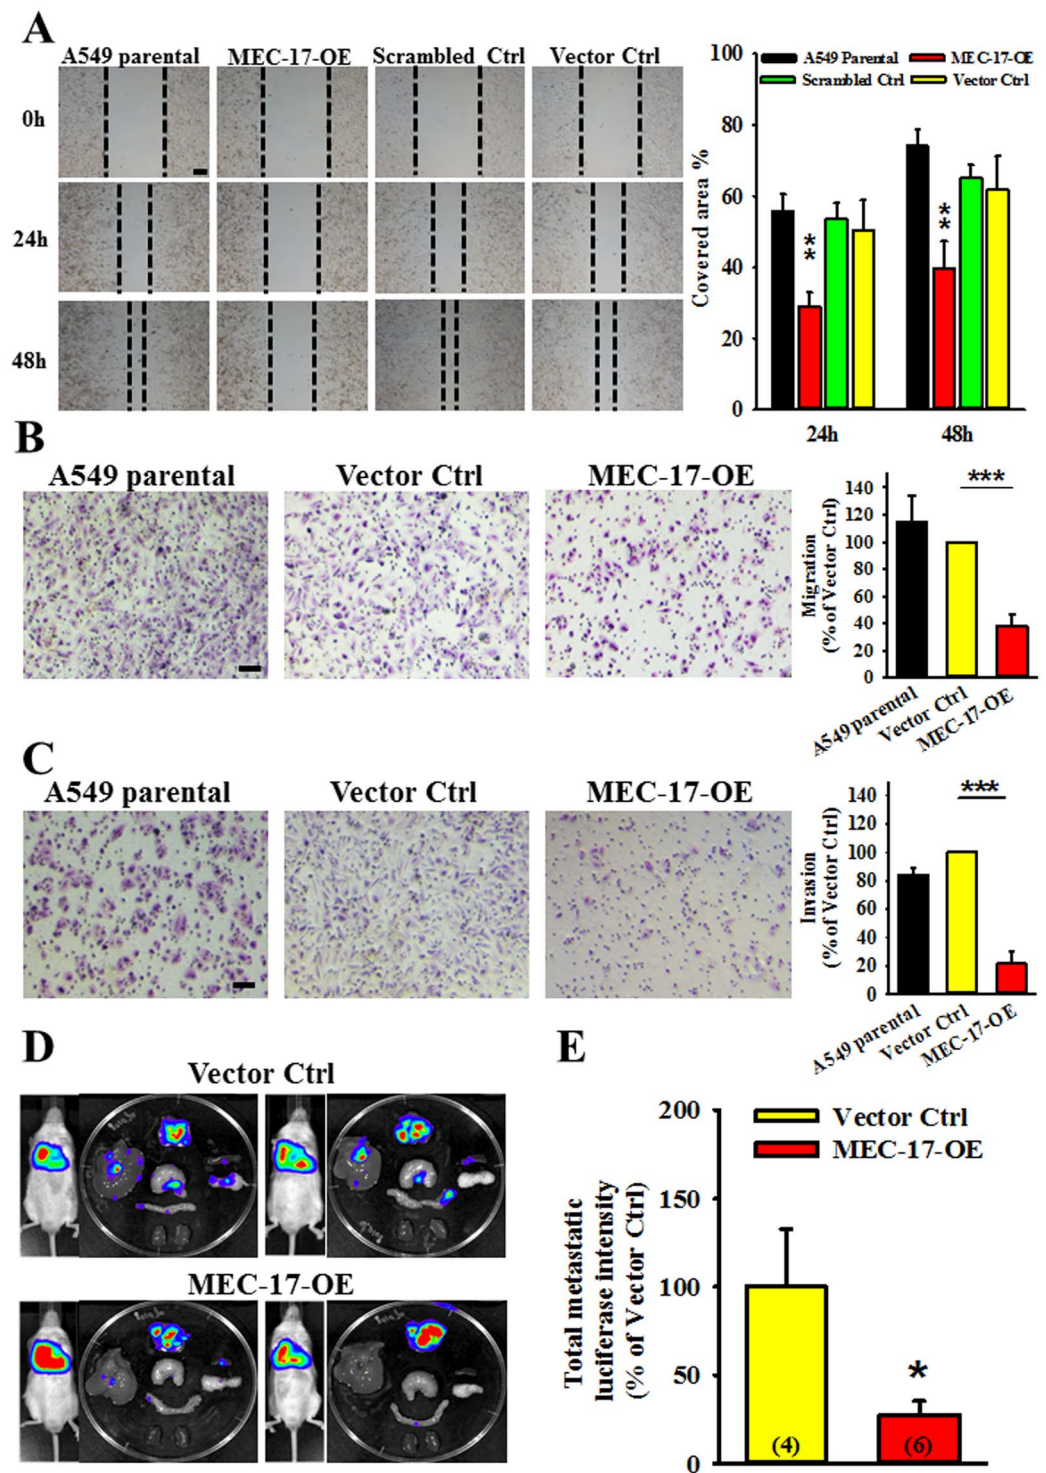 A
A549 parental MEC-17-OE Scrambled Ctrl Vector Ctrl
0h
24h
48h
Covered area %
100
80
60
40
20
0
A549 Parental MEC-17-OE
Scrambled Ctrl Vector Ctrl
**
**
24h 48h
B
A549 parental Vector Ctrl MEC-17-OE
Migration
(% of Vector Ctrl)
140
120
100
80
60
40
20
0
***
A549 parental
Vector Ctrl
MEC-17-OE
C
A549 parental Vector Ctrl MEC-17-OE
Invasion
(% of Vector Ctrl)
140
120
100
80
60
40
20
0
***
A549 parental
Vector Ctrl
MEC-17-OE
D
Vector Ctrl
MEC-17-OE
E
Total metastatic
luciferase intensity
(% of Vector Ctrl)
200
150
100
50
0
Vector Ctrl
MEC-17-OE
*
(4) (6)